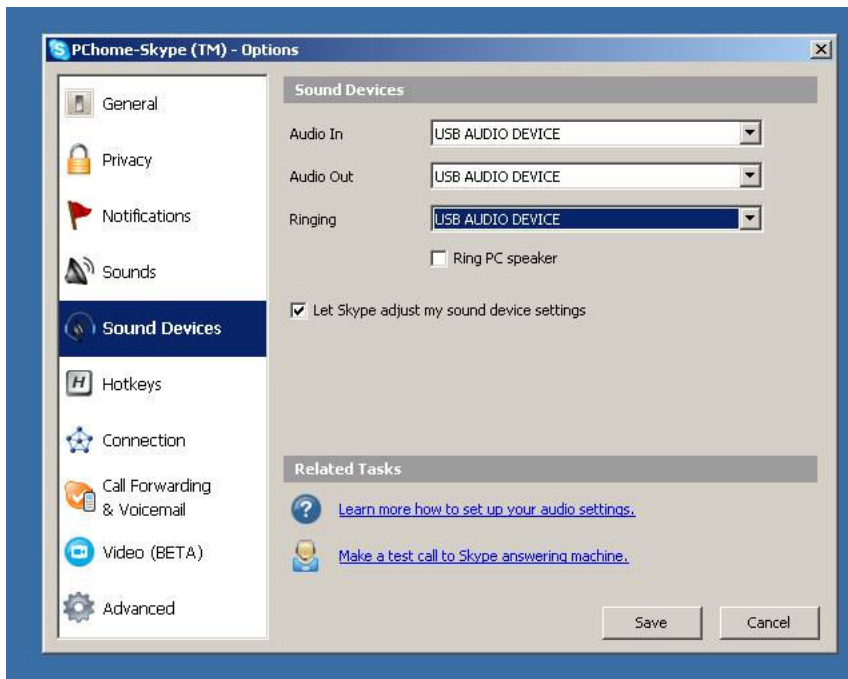 PChome-Skype (TM) - Options
General
Privacy
Notifications
Sounds
Sound Devices
Hotkeys
Connection
Call Forwarding
& Voicemail
Video (BETA)
Advanced
Sound Devices
Audio In
USB AUDIO DEVICE
Audio Out
USB AUDIO DEVICE
Ringing
USB AUDIO DEVICE
Ring PC speaker
Let Skype adjust my sound device settings
Related Tasks
Learn more how to set up your audio settings.
Make a test call to Skype answering machine.
Save
Cancel